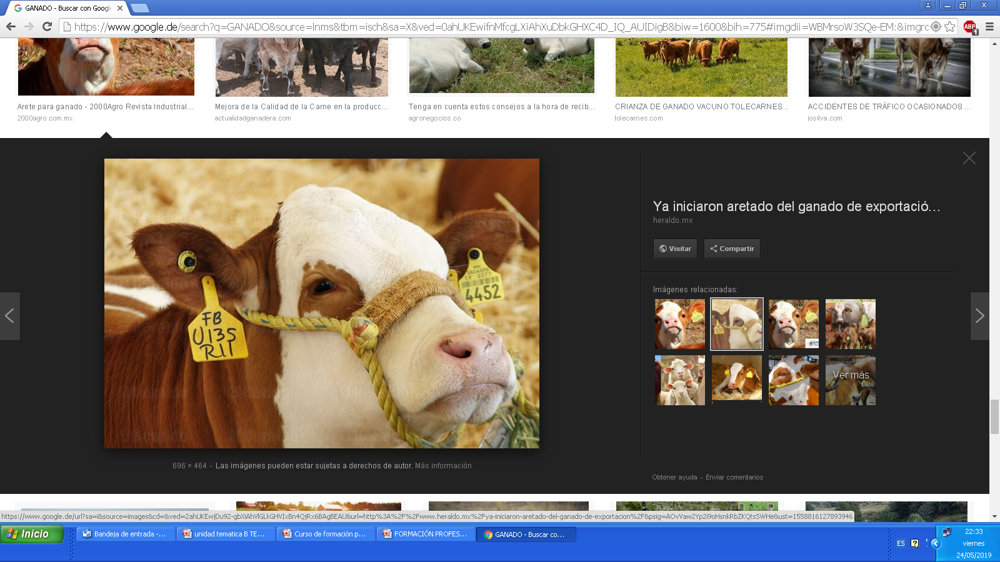 GANADO - Buscar con Google
https://www.google.de/search?q=GANADO&source=lnms&tbm=isch&sa=X&ved=0ahUKEwifnMfcgLXiAhXuDbkGHXC4D_IQ_AUIDigB&biw=1600&bih=775#imgdii=WBMrsoW3SQe-EM:&imgrc
ABP
1
Arete para ganado - 2000Agro Revista Industrial...
2000agro.com.mx
Mejora de la Calidad de la Carne en la producc...
actualidadganadera.com
Tenga en cuenta estos consejos a la hora de recib...
agronegocios.co
CRIANZA DE GANADO VACUNO TOLECARNES...
tolecarnes.com
ACCIDENTES DE TRÁFICO OCASIONADOS ...
josilva.com
FB
U135
R11
4452
Ya iniciaron aretado del ganado de exportació...
heraldo.mx
Visitar
Compartir
Imágenes relacionadas:
Ver más
696 × 464 - Las imágenes pueden estar sujetas a derechos de autor. Más información
Obtener ayuda - Enviar comentarios
https://www.google.de/url?sa=i&source=images&cd=&ved=2ahUKEwjDu92-gbXiAhVlGLkGHVIxBn4QjRx6BAgBEAU&url=http%3A%2F%2Fwww.heraldo.mx%2Fya-iniciaron-aretado-del-ganado-de-exportacion%2F&psig=AOvVaw2Yp2i9oHsnkRbZKQtsSWHe&ust=1558816127893946
Inicio
Bandeja de entrada -...
unidad tematica B TE...
Curso de formación p...
FORMACIÓN PROFES...
GANADO - Buscar co...
ES
22:33
viernes
24/05/2019